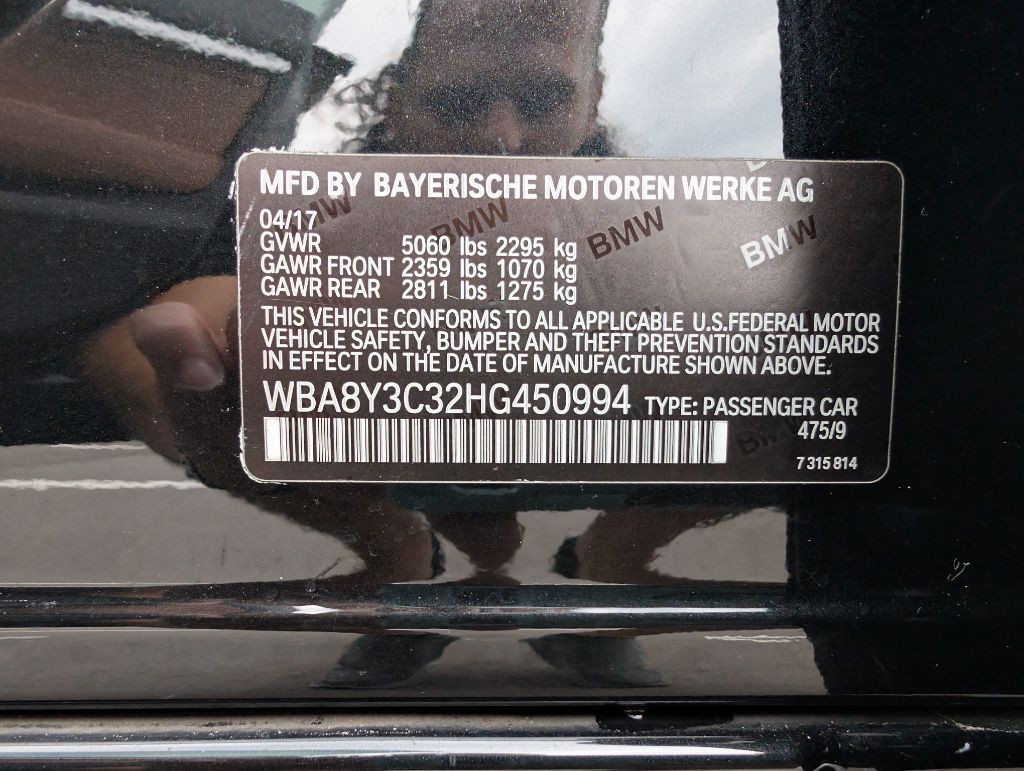 MFD BY BAYERISCHE MOTOREN WERKE AG
04/17
GVWR 5060 lbs 2295 kg
GAWR FRONT 2359 lbs 1070 kg
GAWR REAR 2811 lbs 1275 kg
THIS VEHICLE CONFORMS TO ALL APPLICABLE U.S.FEDERAL MOTOR
VEHICLE SAFETY, BUMPER AND THEFT PREVENTION STANDARDS
IN EFFECT ON THE DATE OF MANUFACTURE SHOWN ABOVE.
WBA8Y3C32HG450994 TYPE: PASSENGER CAR
475/9
7 315 814
BMW
BMW
BMW
BMW
BMW